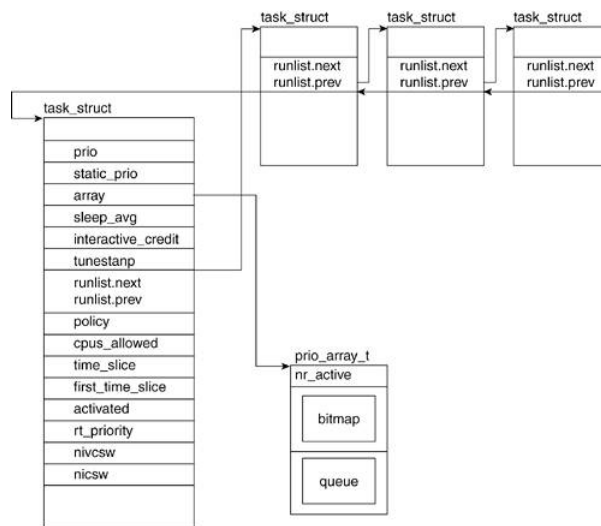 task_struct
task_struct
task_struct
runlist.next
runlist.prev
runlist.next
runlist.prev
runlist.next
runlist.prev
task_struct
prio
static_prio
array
sleep_avg
interactive_credit
tunestanp
runlist.next
runlist.prev
policy
cpus_allowed
time_slice
first_time_slice
activated
rt_priority
nivcsw
nicsw
prio_array_t
nr_active
bitmap
queue